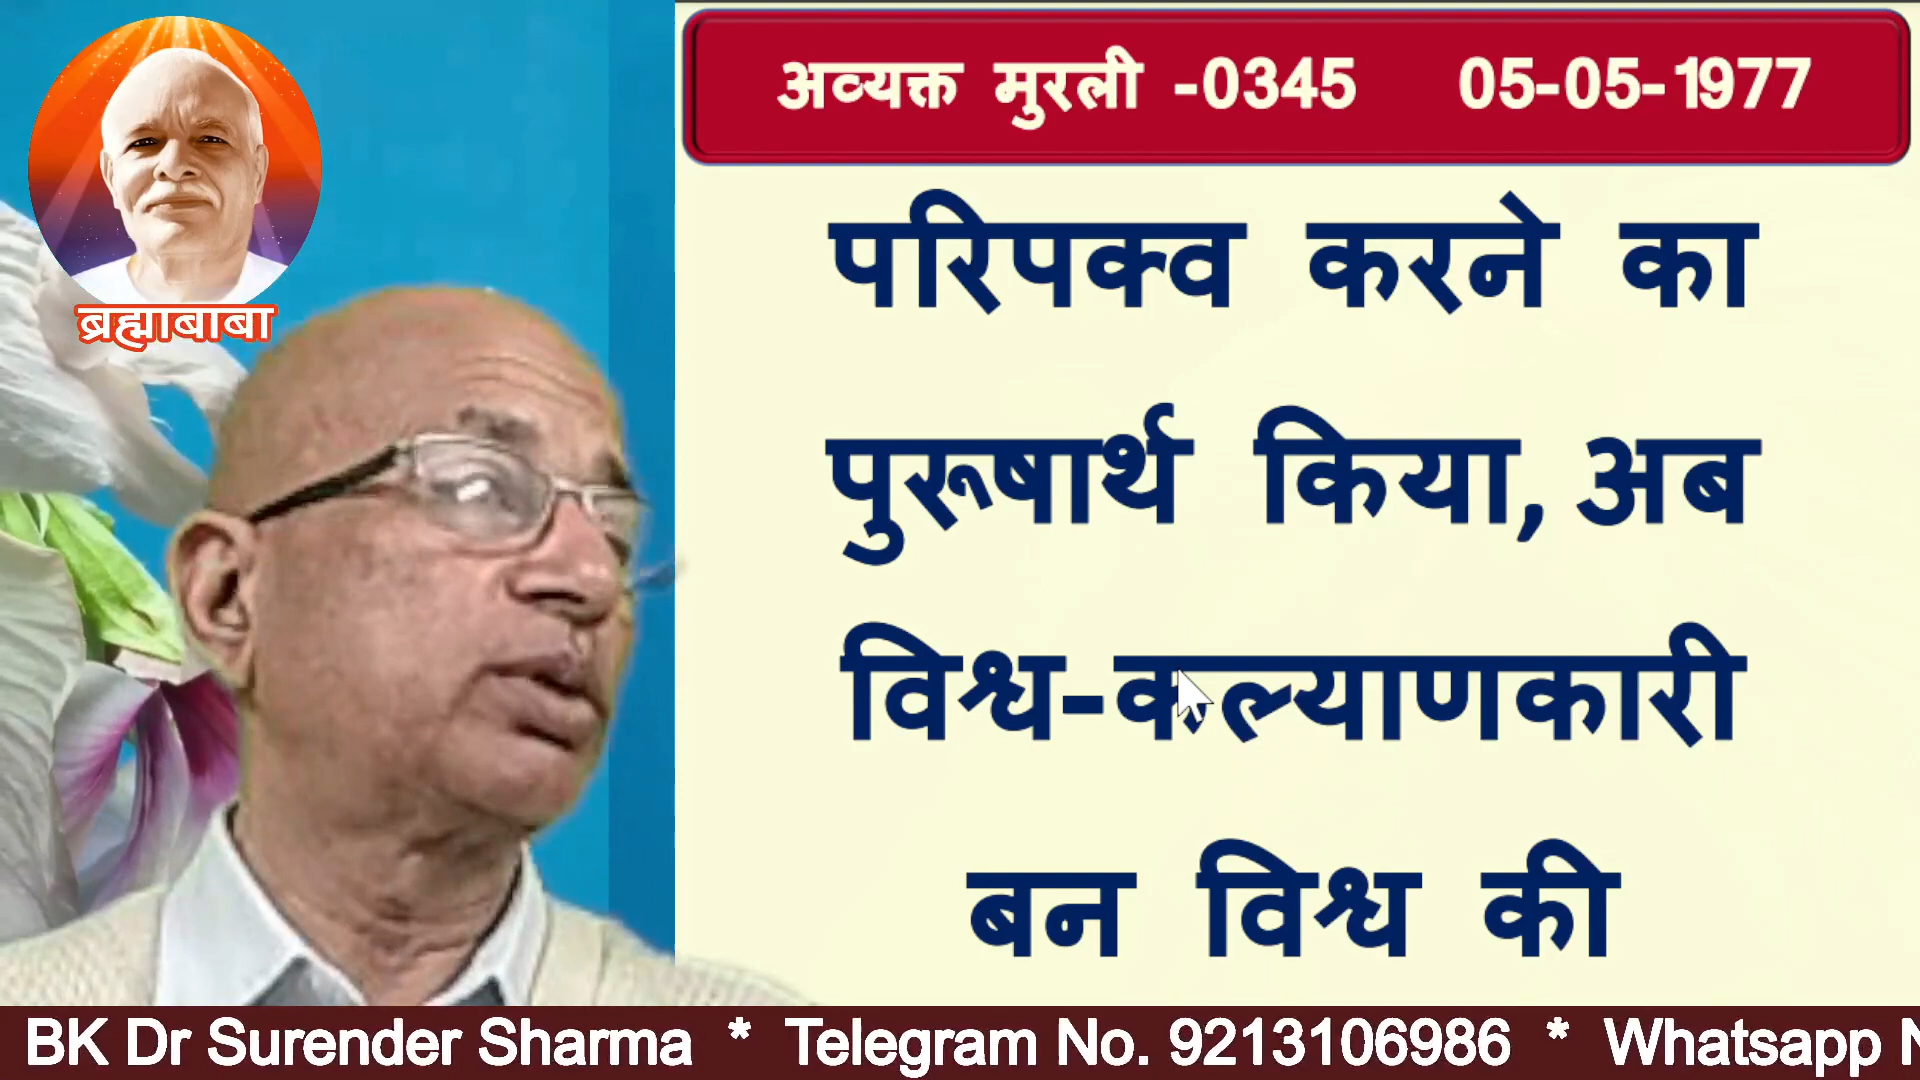 ब्रह्माबाबा
अव्यक्त मुरली -0345 05-05-1977
परिपक्व करने का
पुरूषार्थ किया, अब
विश्व-कल्याणकारी
बन विश्व की
BK Dr Surender Sharma * Telegram No. 9213106986 * Whatsapp N